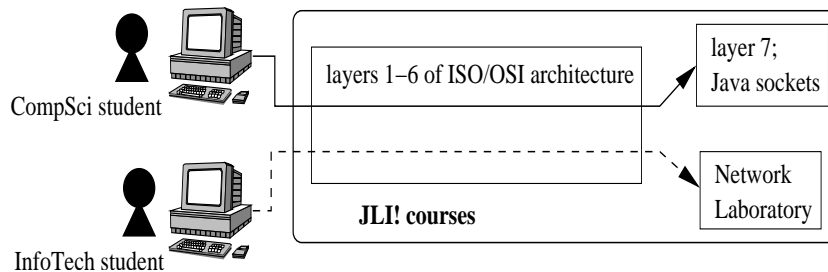 CompSci student
layers 1–6 of ISO/OSI architecture
layer 7;
Java sockets
InfoTech student
JLI! courses
Network
Laboratory